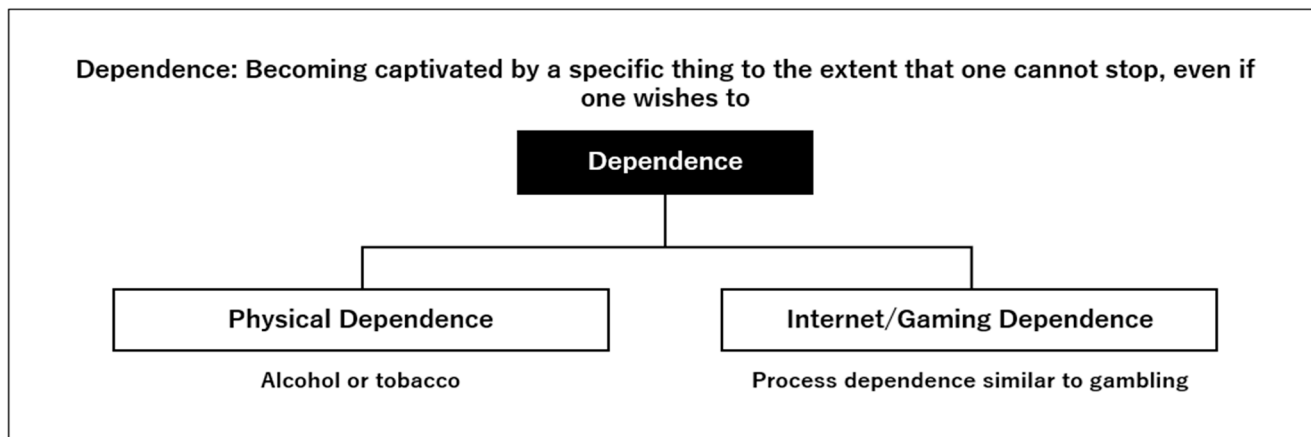 Dependence: Becoming captivated by a specific thing to the extent that one cannot stop, even if
one wishes to
Dependence
Physical Dependence
Internet/Gaming Dependence
Alcohol or tobacco
Process dependence similar to gambling